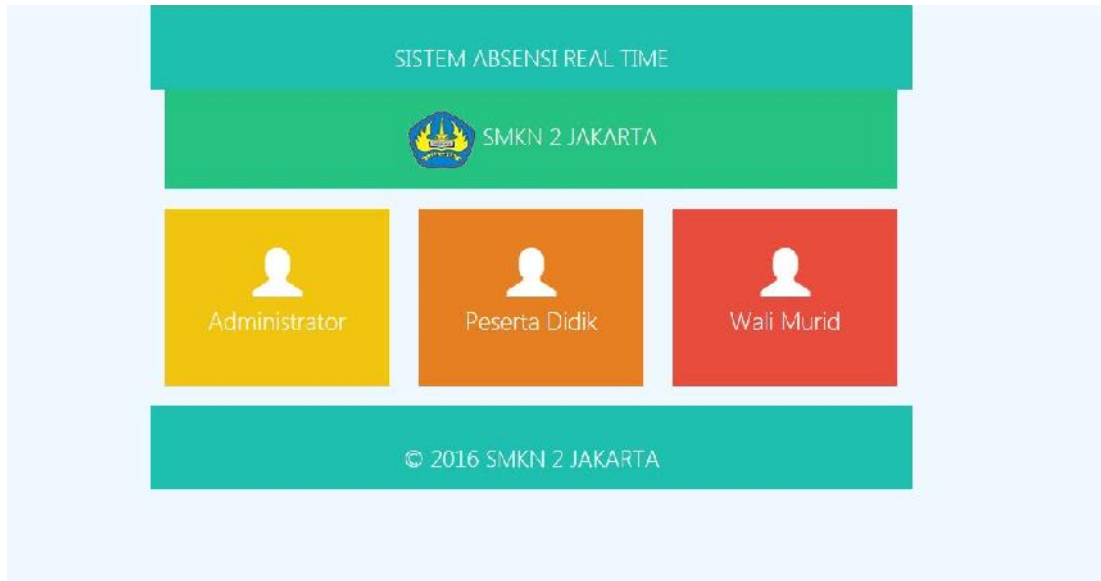 SISTEM ABSENSI REAL TIME
SMKN 2 JAKARTA
Administrator
Peserta Didik
Wali Murid
© 2016 SMKN 2 JAKARTA